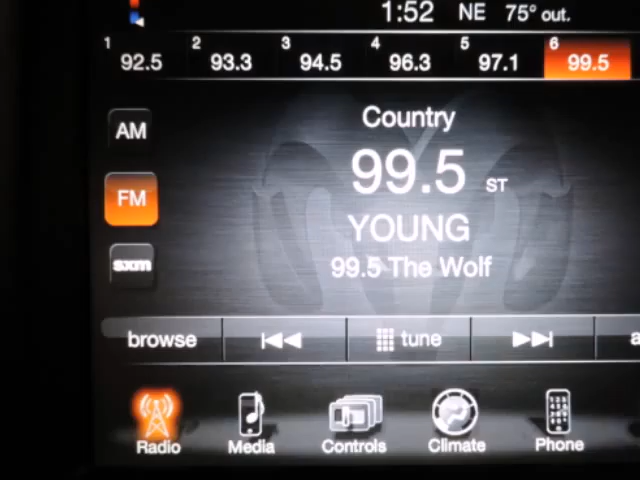 1:52 NE 75° out.
1 2 3 4 5 6
92.5 93.3 94.5 96.3 97.1 99.5
Country
AM
99.5 ST
FM
YOUNG
99.5 The Wolf
sxm
browse tune a
Radio Media Controls Climate Phone